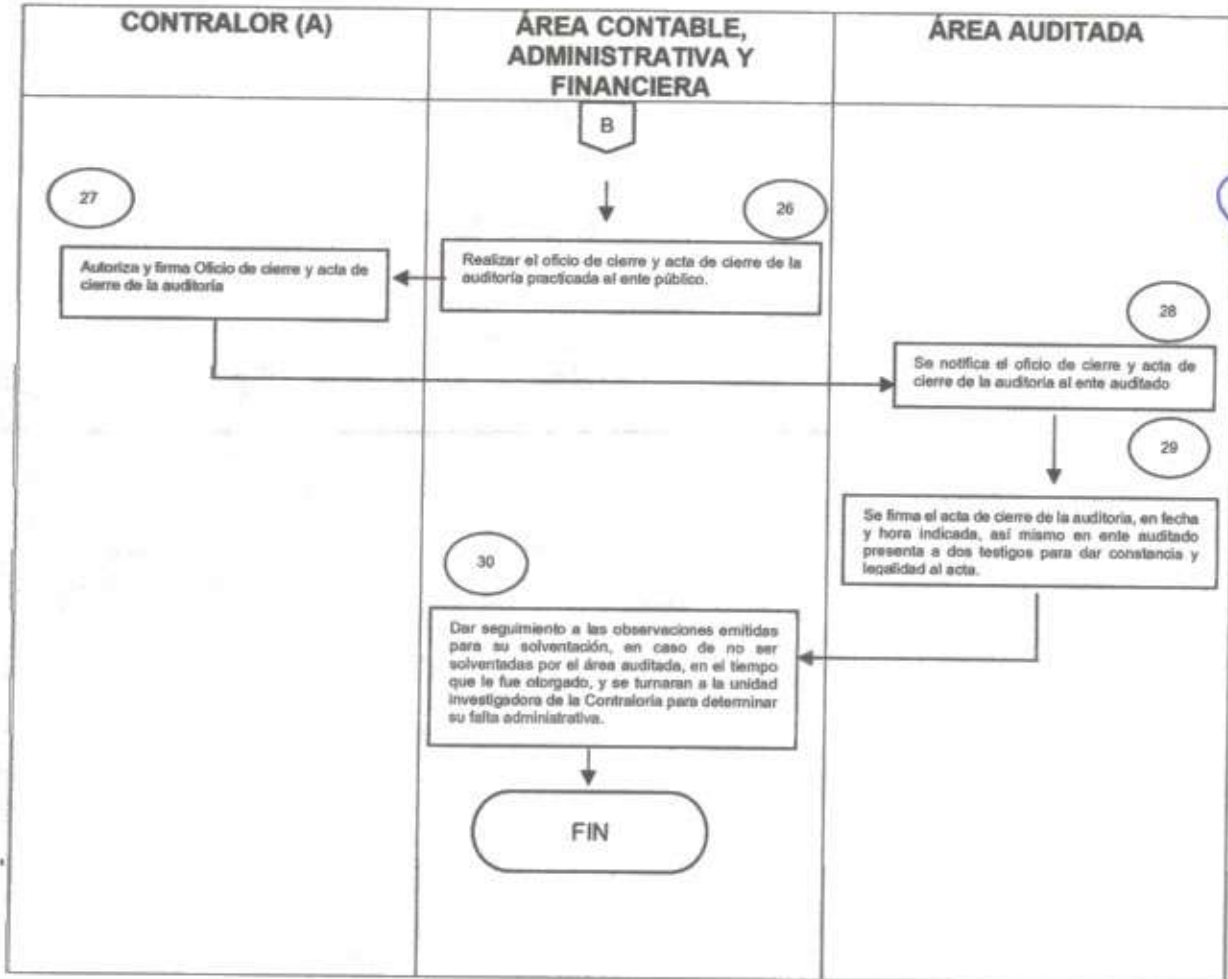 CONTRALOR (A)
ÁREA CONTABLE,
ADMINISTRATIVA Y
FINANCIERA
ÁREA AUDITADA
B
26
Realizar el oficio de cierre y acta de cierre de la
auditoría practicada al ente público.
27
Autoriza y firma Oficio de cierre y acta de
cierre de la auditoría
28
Se notifica el oficio de cierre y acta de
cierre de la auditoría al ente auditado
29
Se firma el acta de cierre de la auditoría, en fecha
y hora indicada, así mismo en ente auditado
presenta a dos testigos para dar constancia y
legalidad al acta.
30
Dar seguimiento a las observaciones emitidas
para su solventación, en caso de no ser
solventadas por el área auditada, en el tiempo
que le fue otorgado, y se turnaran a la unidad
investigadora de la Contraloría para determinar
su falta administrativa.
FIN